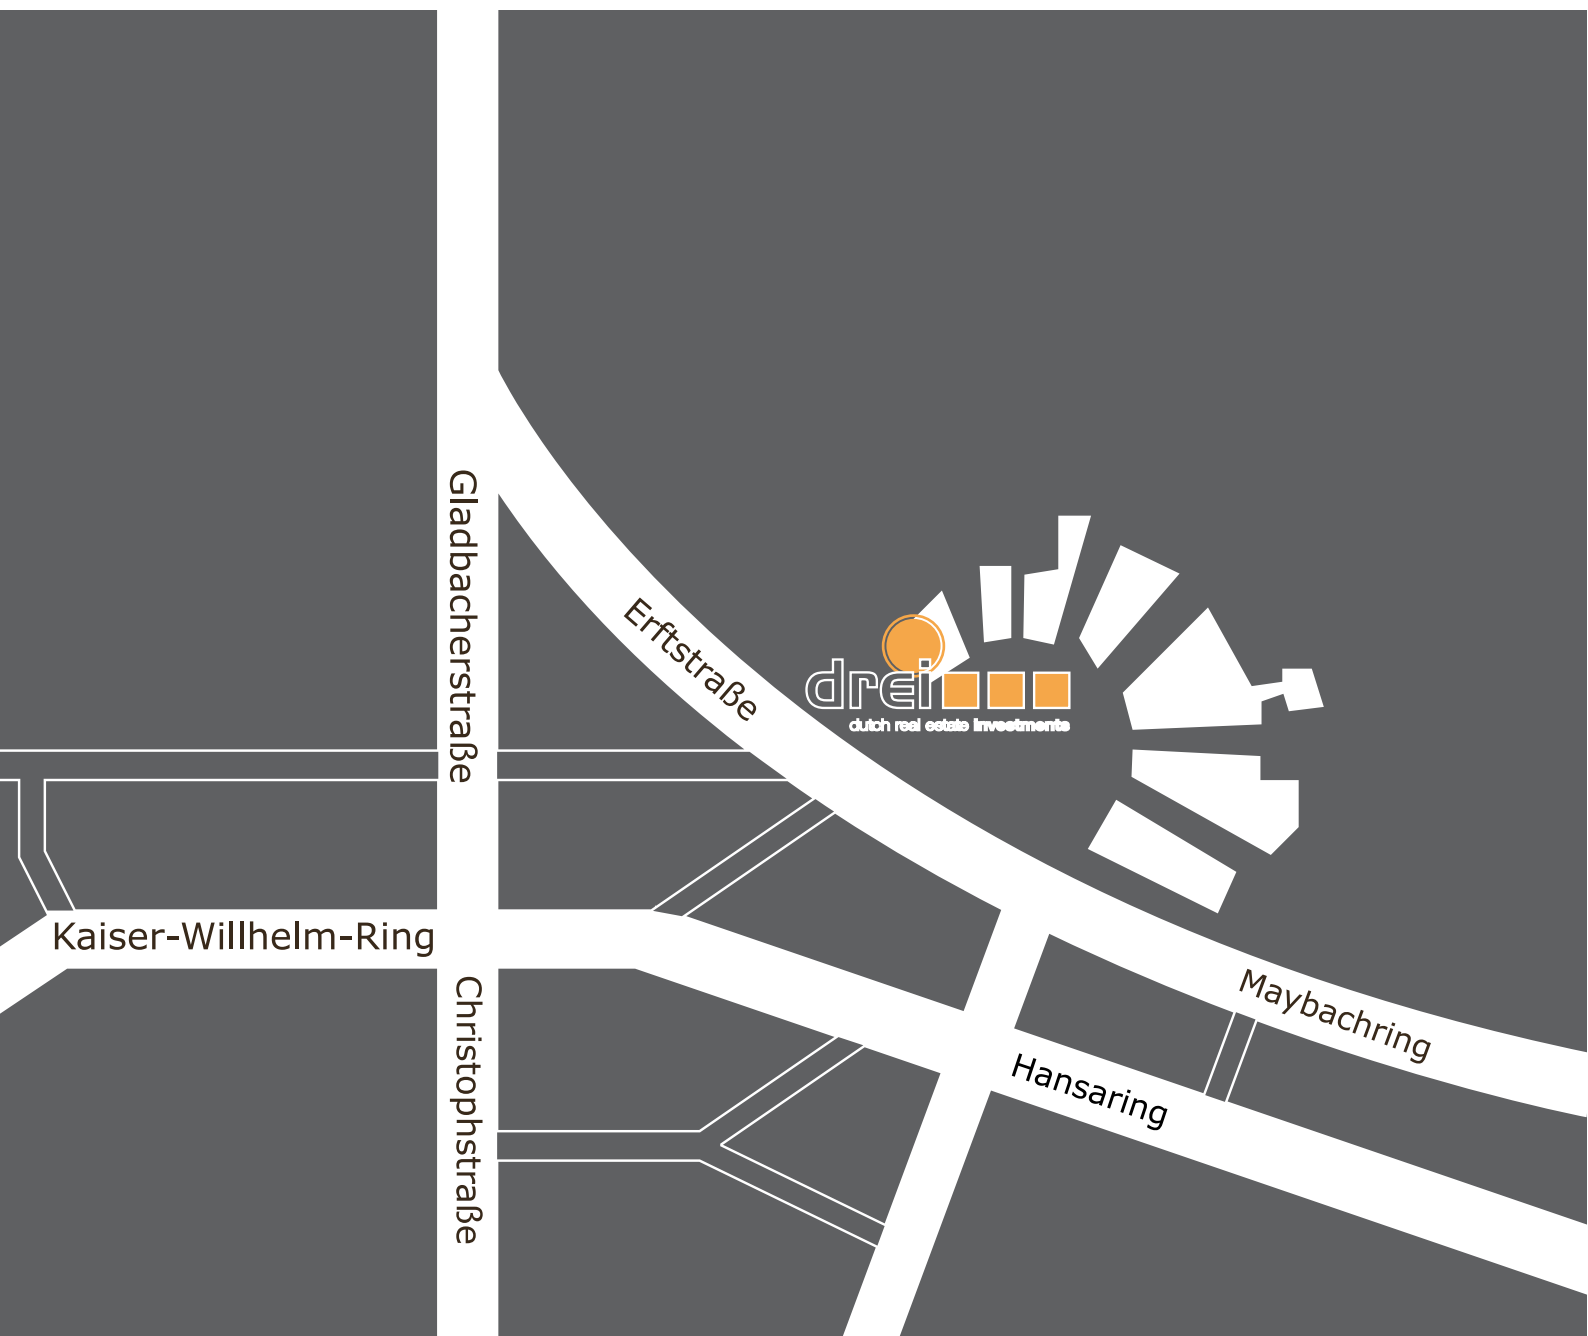 Gladbacherstraße
Erftstraße
drei
dutch real estate investments
Kaiser-Willhelm-Ring
Christophstraße
Maybachring
Hansaring